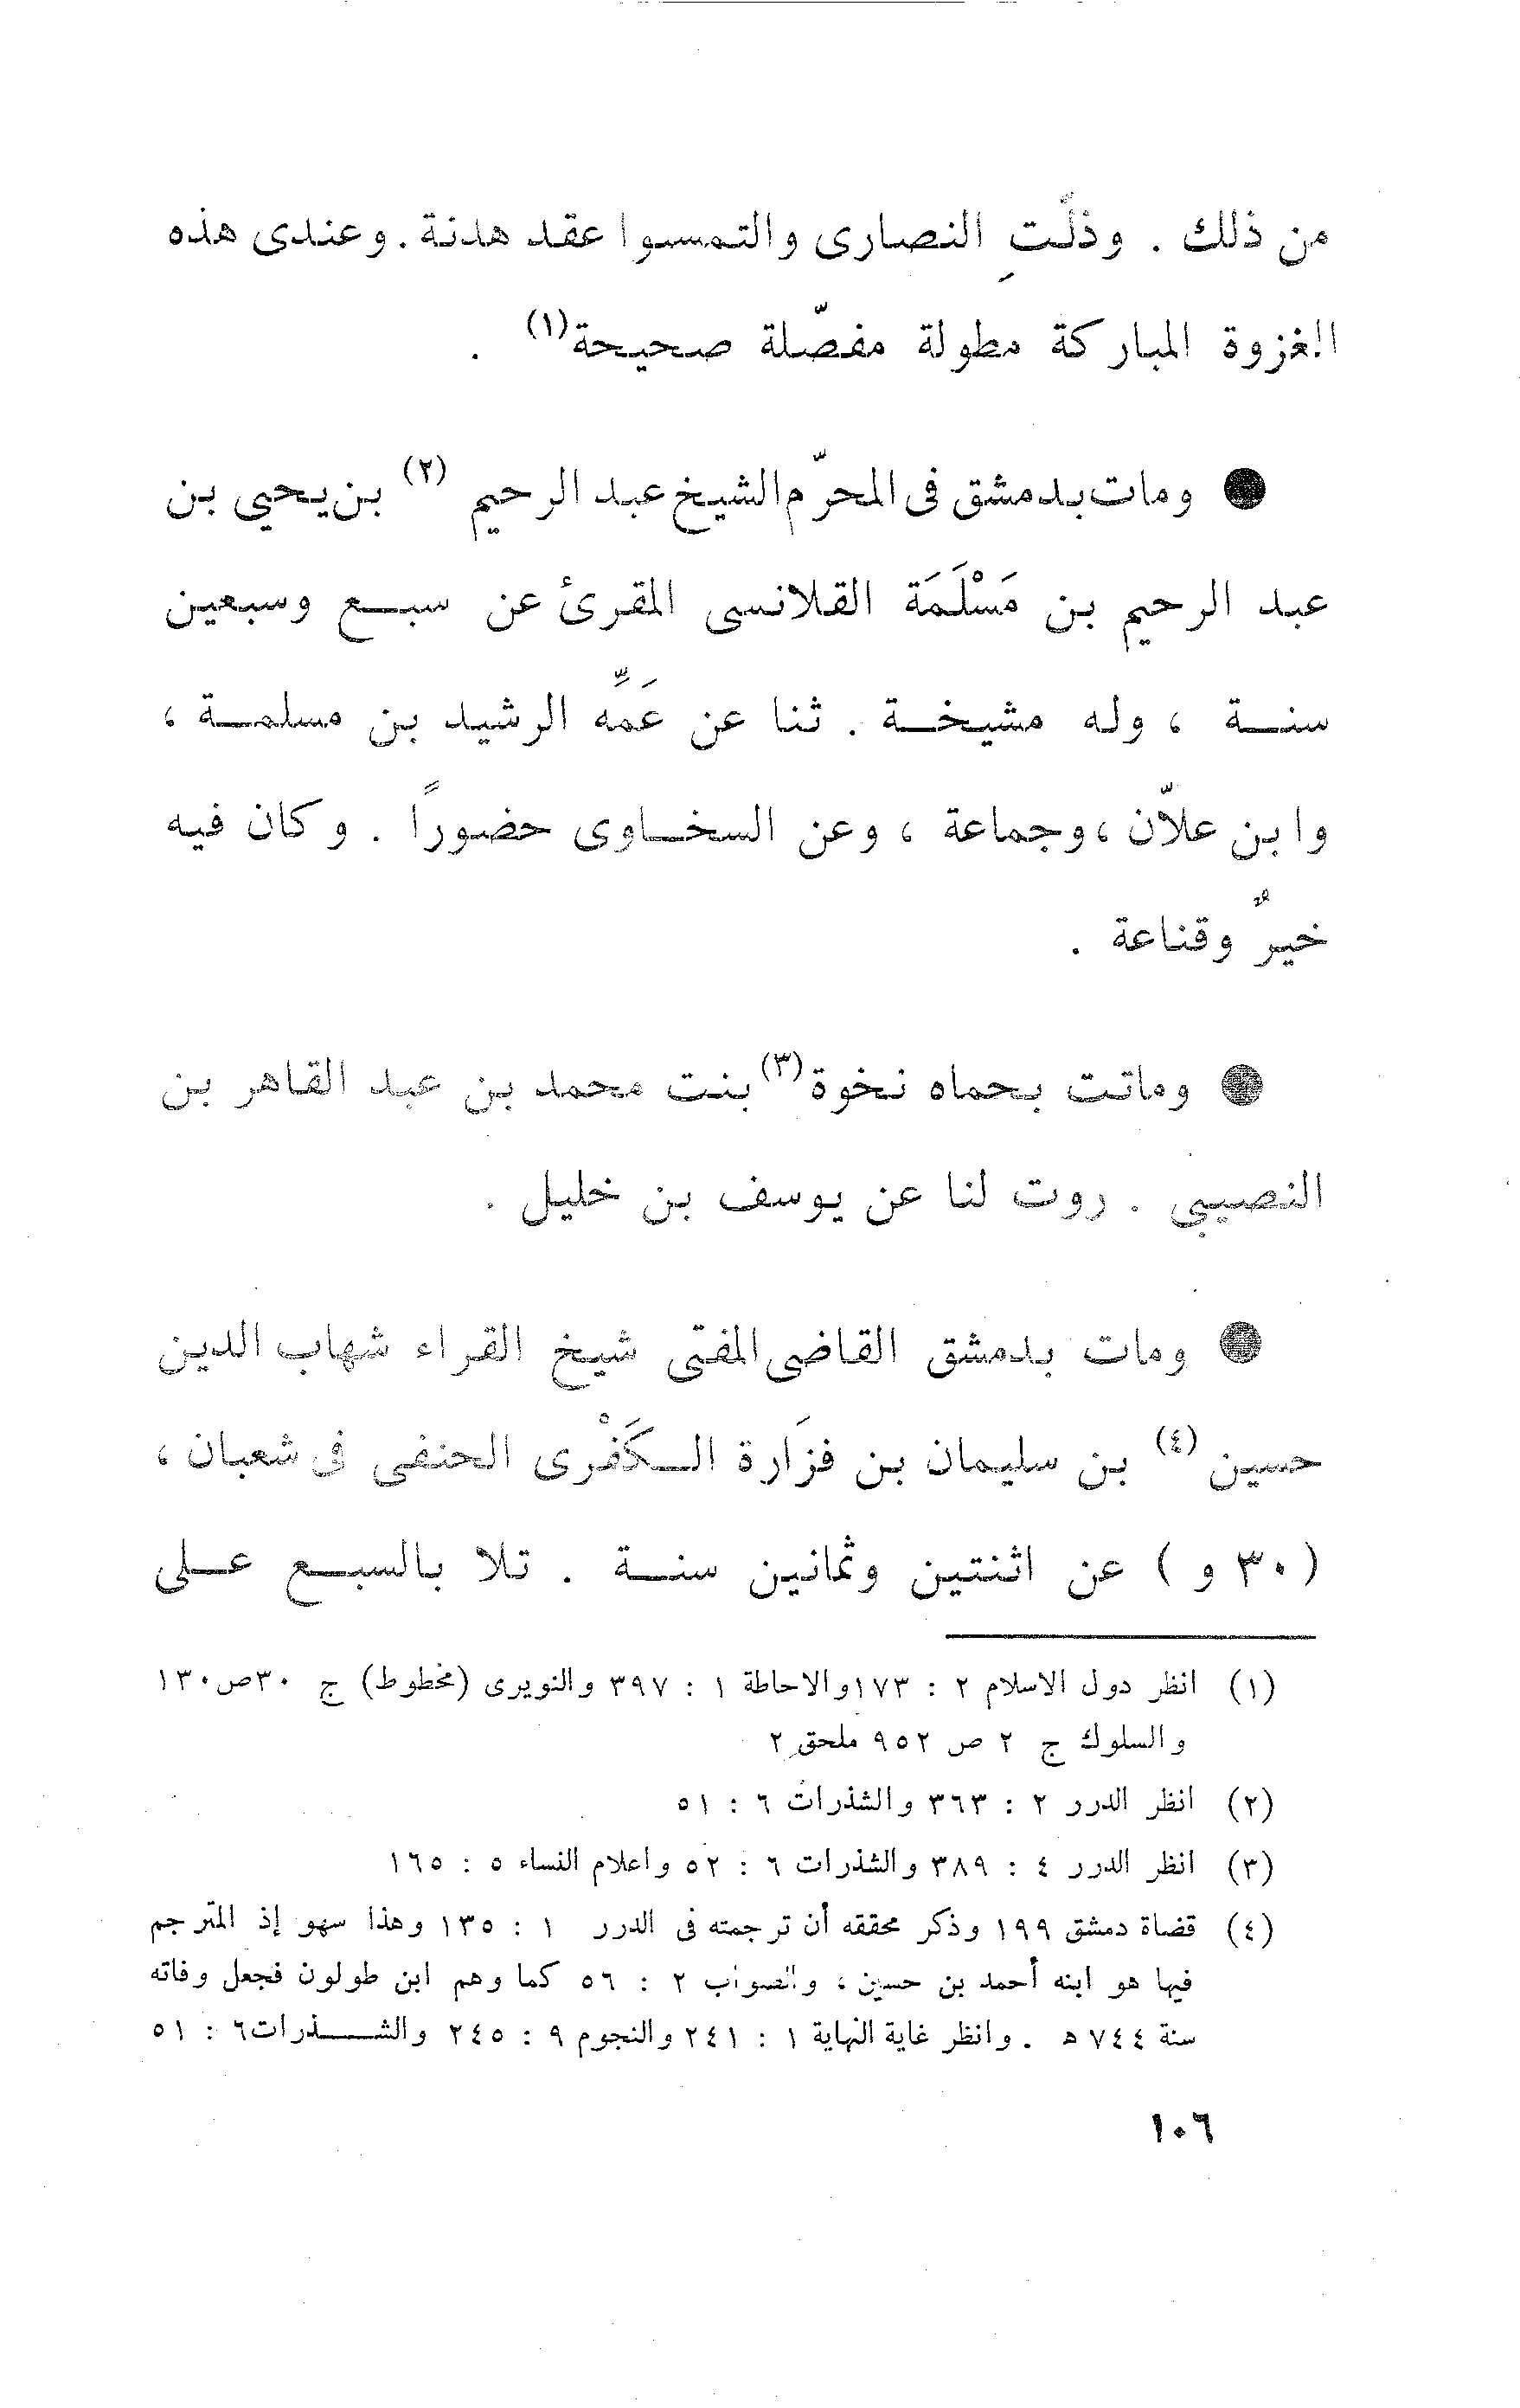 من ذلك . وذلّتِ النصارى والتمسوا عقد هدنة . وعندى هذه
الغزوة المباركة مطولة مفصّلة صحيحة(١) .
● ومات بدمشق فى المحرّم الشيخ عبد الرحيم (٢) بن يحيى بن
عبد الرحيم بن مَسْلَمَة القلانسى المقرئ عن سبع وسبعين
سنة ، وله مشيخة . ثنا عن عَمِّه الرشيد بن مسلمة ،
وابن علاّن ، وجماعة ، وعن السخاوى حضورًا . وكان فيه
خيرٌ وقناعة .
● وماتت بحماه نخوة(٣) بنت محمد بن عبد القاهر بن
النصيبى . روت لنا عن يوسف بن خليل .
● ومات بدمشق القاضى المفتى شيخ القراء شهاب الدين
حسين (٤) بن سليمان بن فزَارة الكَفْرى الحنفى فى شعبان ،
(٣٠ و) عن اثنتين وثمانين سنة . تلا بالسبع على
(١) انظر دول الاسلام ٢ : ١٧٣ والاحاطة ١ : ٣٩٧ والنويرى (مخطوط) ج ٣٠ ص ١٣٠
والسلوك ج ٢ ص ٩٥٢ ملحق ٢
(٢) انظر الدرر ٢ : ٣٦٣ والشذرات ٦ : ٥١
(٣) انظر الدرر ٤ : ٣٨٩ والشذرات ٦ : ٥٢ واعلام النساء ٥ : ١٦٥
(٤) قضاة دمشق ١٩٩ وذكر محققه أن ترجمته فى الدرر ١ : ١٣٥ وهذا سهو إذ المترجم
فيها هو ابنه أحمد بن حسين ، والصواب ٢ : ٥٦ كما وهم ابن طولون فجعل وفاته
سنة ٧٤٤ ه . وانظر غاية النهاية ١ : ٢٤١ والنجوم ٩ : ٢٤٥ والشذرات ٦ : ٥١
١٠٦